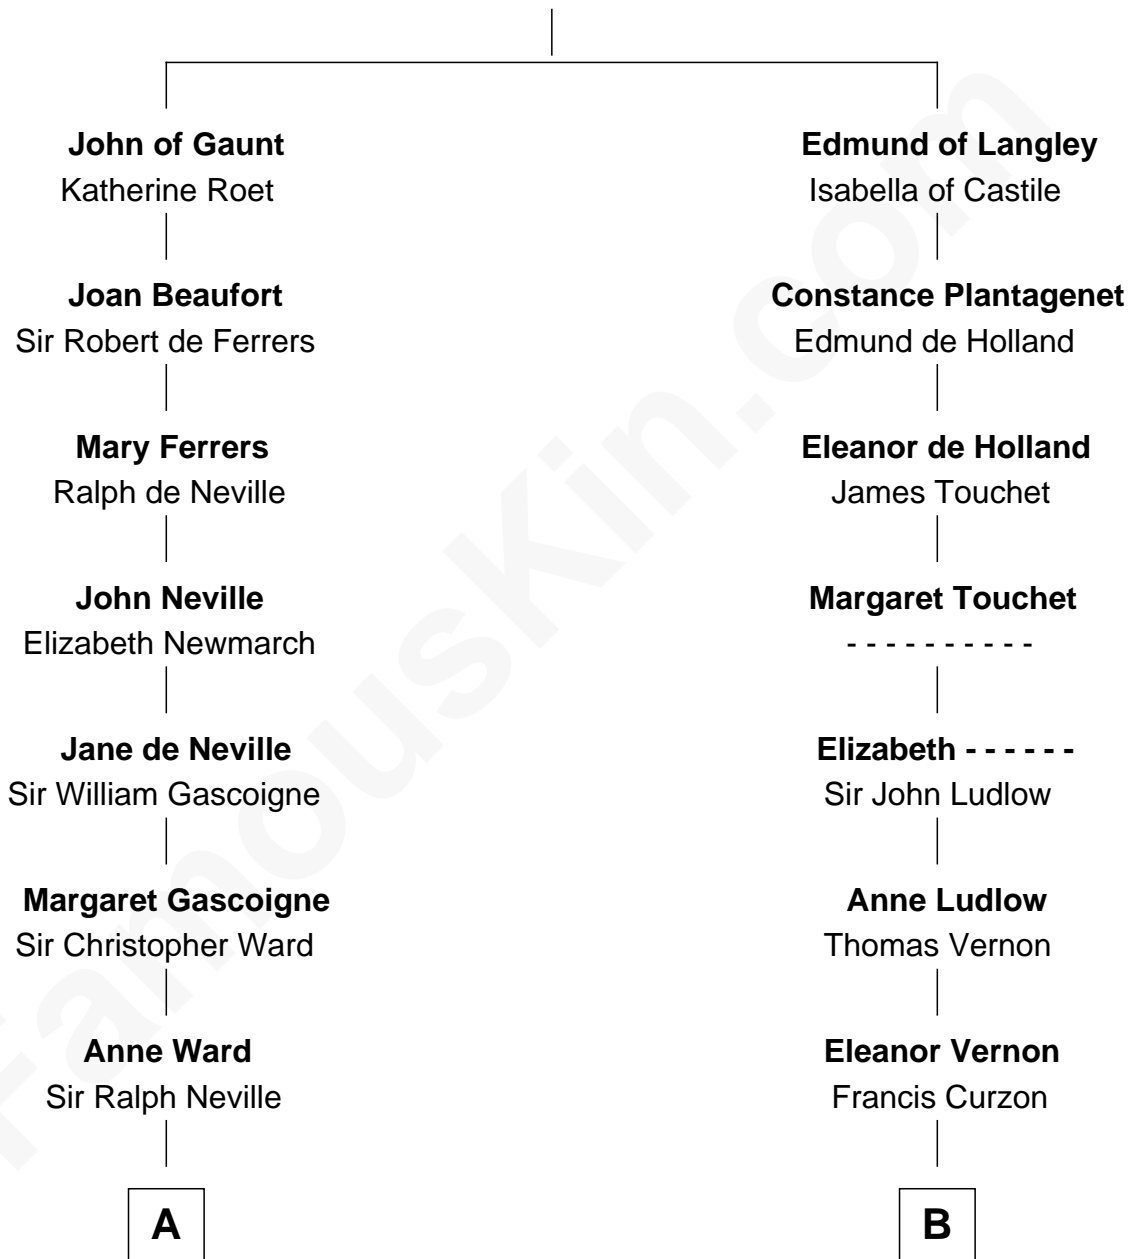 John of Gaunt
Katherine Roet
Joan Beaufort
Sir Robert de Ferrers
Mary Ferrers
Ralph de Neville
John Neville
Elizabeth Newmarch
Jane de Neville
Sir William Gascoigne
Margaret Gascoigne
Sir Christopher Ward
Anne Ward
Sir Ralph Neville
A
Edmund of Langley
Isabella of Castile
Constance Plantagenet
Edmund de Holland
Eleanor de Holland
James Touchet
Margaret Touchet
- - - - - - - - - -
Elizabeth - - - - - -
Sir John Ludlow
Anne Ludlow
Thomas Vernon
Eleanor Vernon
Francis Curzon
B
FamousKin.com